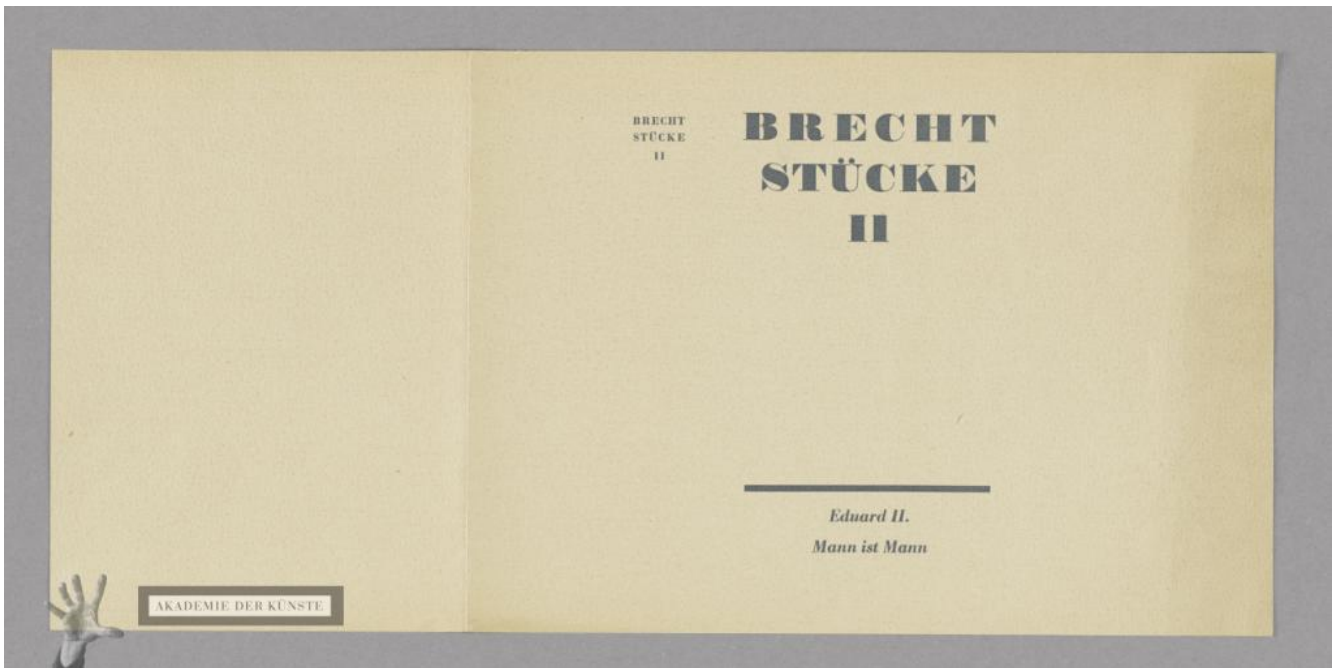 BRECHT
STÜCKE
II
BRECHT
STÜCKE
II
Eduard II.
Mann ist Mann
AKADEMIE DER KÜNSTE